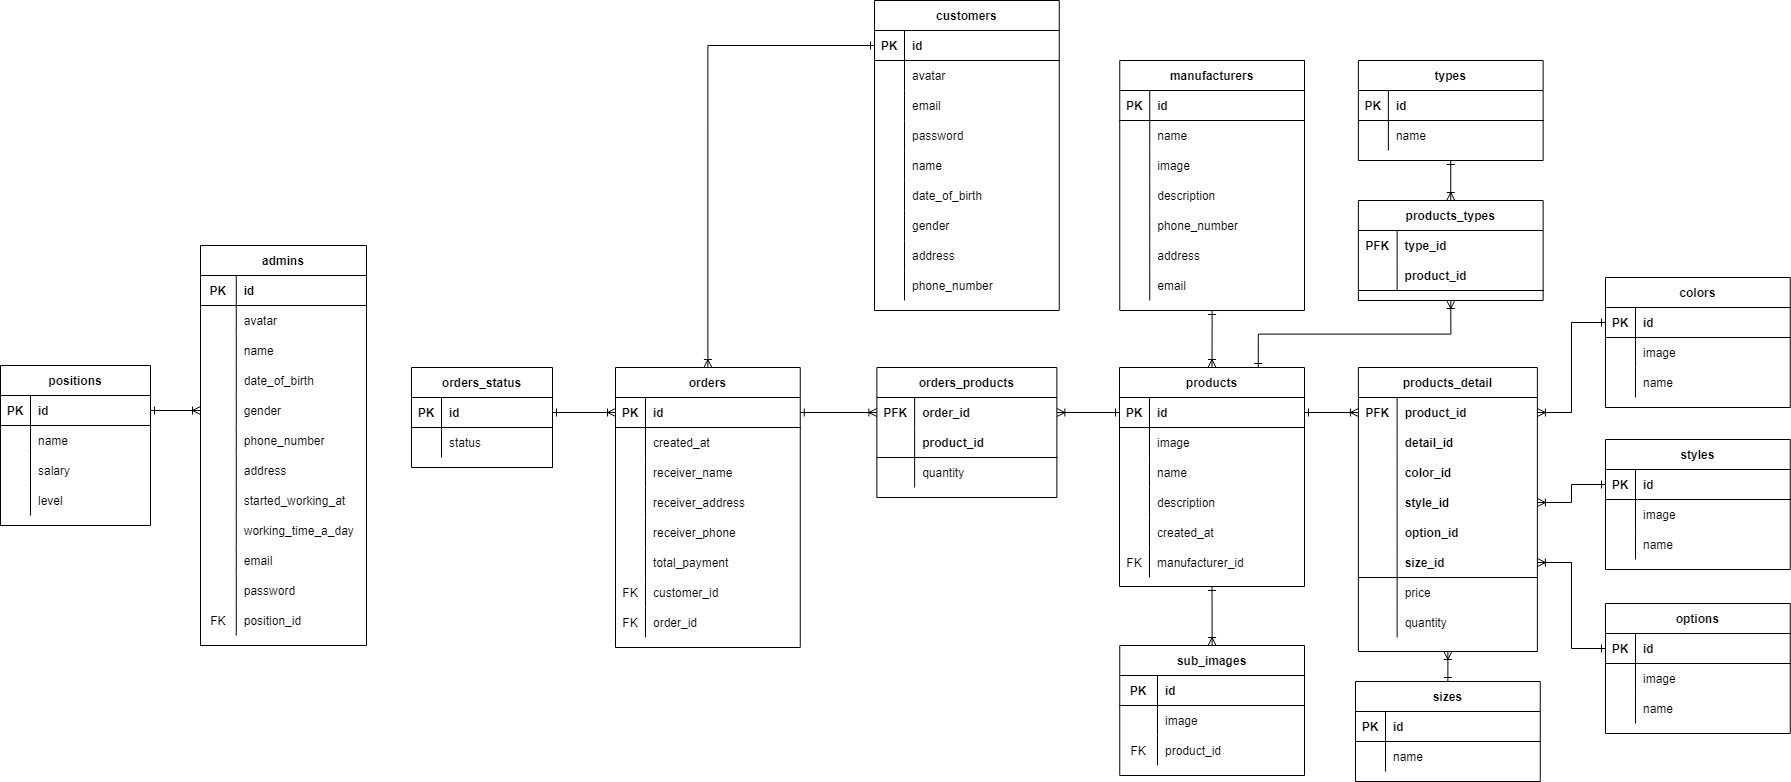 customers
PK id
avatar
email
password
name
date_of_birth
gender
address
phone_number
manufacturers
PK id
name
image
description
phone_number
address
email
types
PK id
name
products_types
PFK type_id
product_id
admins
PK id
avatar
name
date_of_birth
gender
phone_number
address
started_working_at
working_time_a_day
email
password
FK position_id
positions
PK id
name
salary
level
orders_status
PK id
status
orders
PK id
created_at
receiver_name
receiver_address
receiver_phone
total_payment
FK customer_id
FK order_id
orders_products
PFK order_id
product_id
quantity
products
PK id
image
name
description
created_at
FK manufacturer_id
products_detail
PFK product_id
detail_id
color_id
style_id
option_id
size_id
price
quantity
colors
PK id
image
name
styles
PK id
image
name
options
PK id
image
name
sub_images
PK id
image
FK product_id
sizes
PK id
name